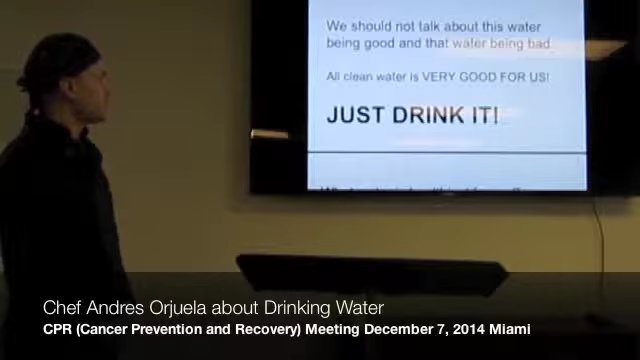 We should not talk about this water
being good and that water being bad
All clean water is VERY GOOD FOR US!
JUST DRINK IT!
Chef Andres Orjuela about Drinking Water
CPR (Cancer Prevention and Recovery) Meeting December 7, 2014 Miami